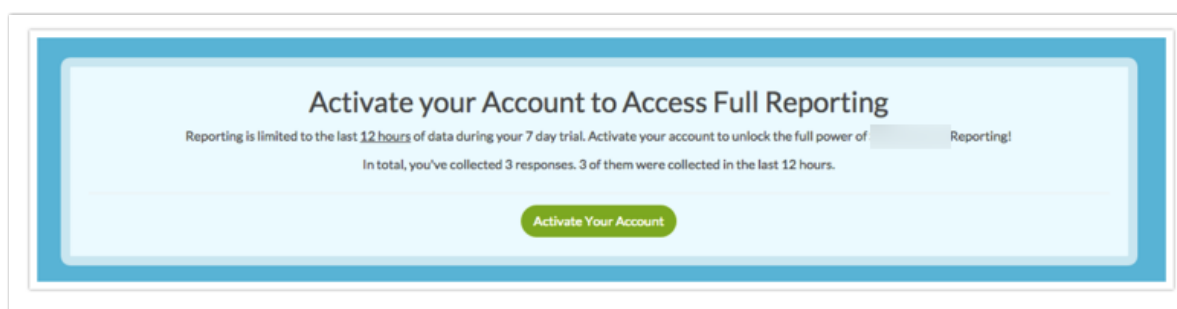 Activate your Account to Access Full Reporting
Reporting is limited to the last 12 hours of data during your 7 day trial. Activate your account to unlock the full power of Reporting!
In total, you've collected 3 responses. 3 of them were collected in the last 12 hours.
Activate Your Account